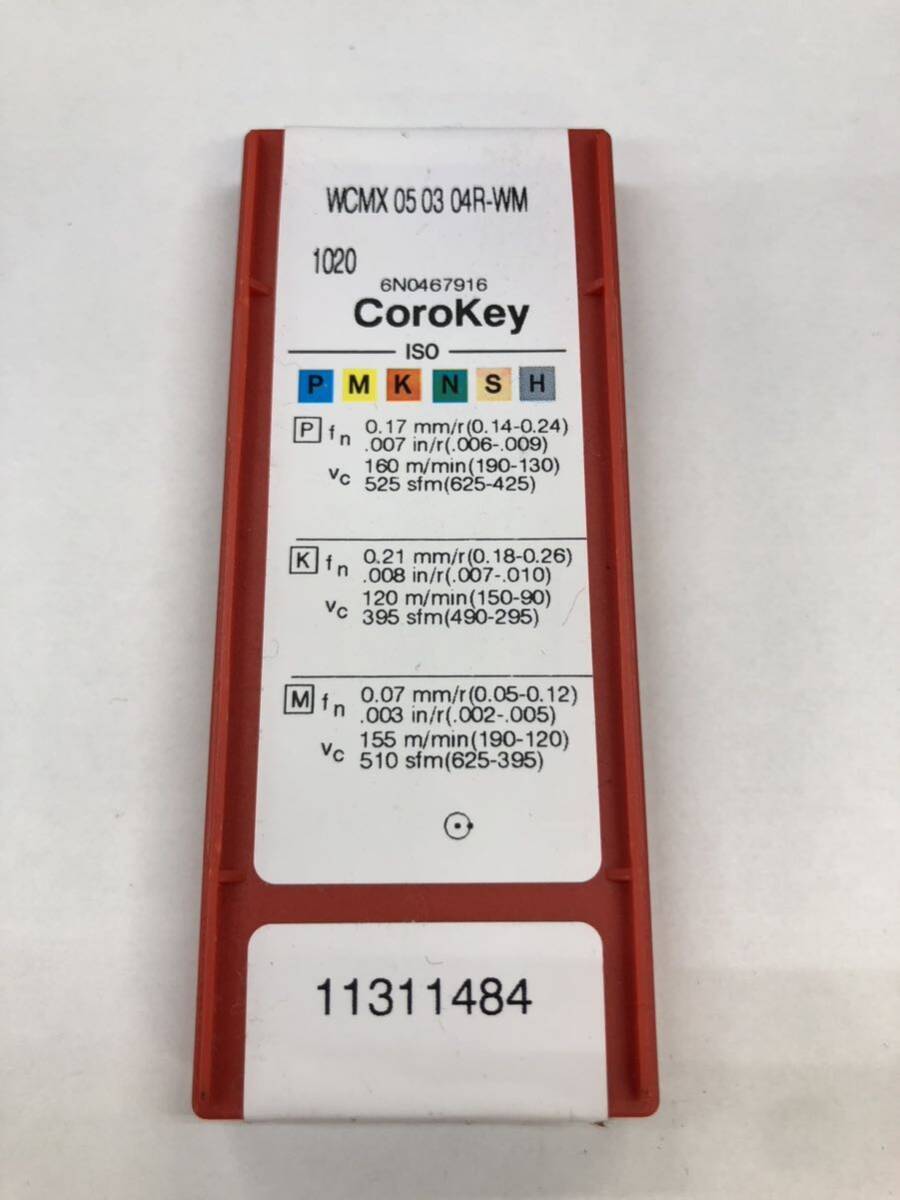 WCMX 05 03 04R-WM
1020
6N0467916
CoroKey
ISO
P M K N S H
P fn 0.17 mm/r(0.14-0.24)
.007 in/r(.006-.009)
vc 160 m/min(190-130)
525 sfm(625-425)
K fn 0.21 mm/r(0.18-0.26)
.008 in/r(.007-.010)
vc 120 m/min(150-90)
395 sfm(490-295)
M fn 0.07 mm/r(0.05-0.12)
.003 in/r(.002-.005)
vc 155 m/min(190-120)
510 sfm(625-395)
11311484